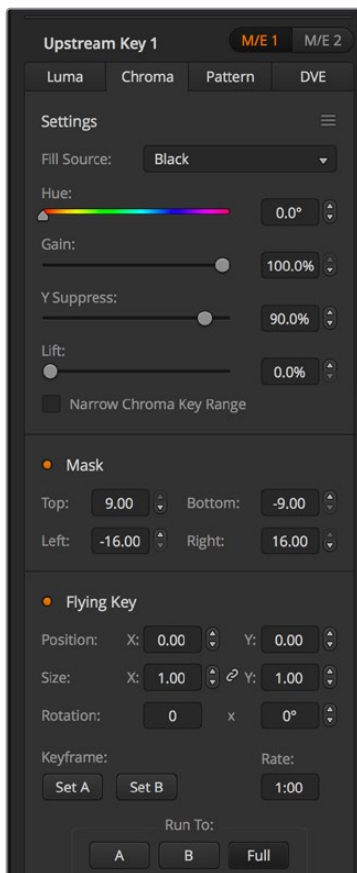 Upstream Key 1 M/E 1 M/E 2
Luma Chroma Pattern DVE
Settings
Fill Source: Black
Hue:
0.0°
Gain:
100.0%
Y Suppress:
90.0%
Lift:
0.0%
Narrow Chroma Key Range
Mask
Top: 9.00 Bottom: -9.00
Left: -16.00 Right: 16.00
Flying Key
Position: X: 0.00 Y: 0.00
Size: X: 1.00 Y: 1.00
Rotation: 0 x 0°
Keyframe: Rate:
Set A Set B 1:00
Run To:
A B Full